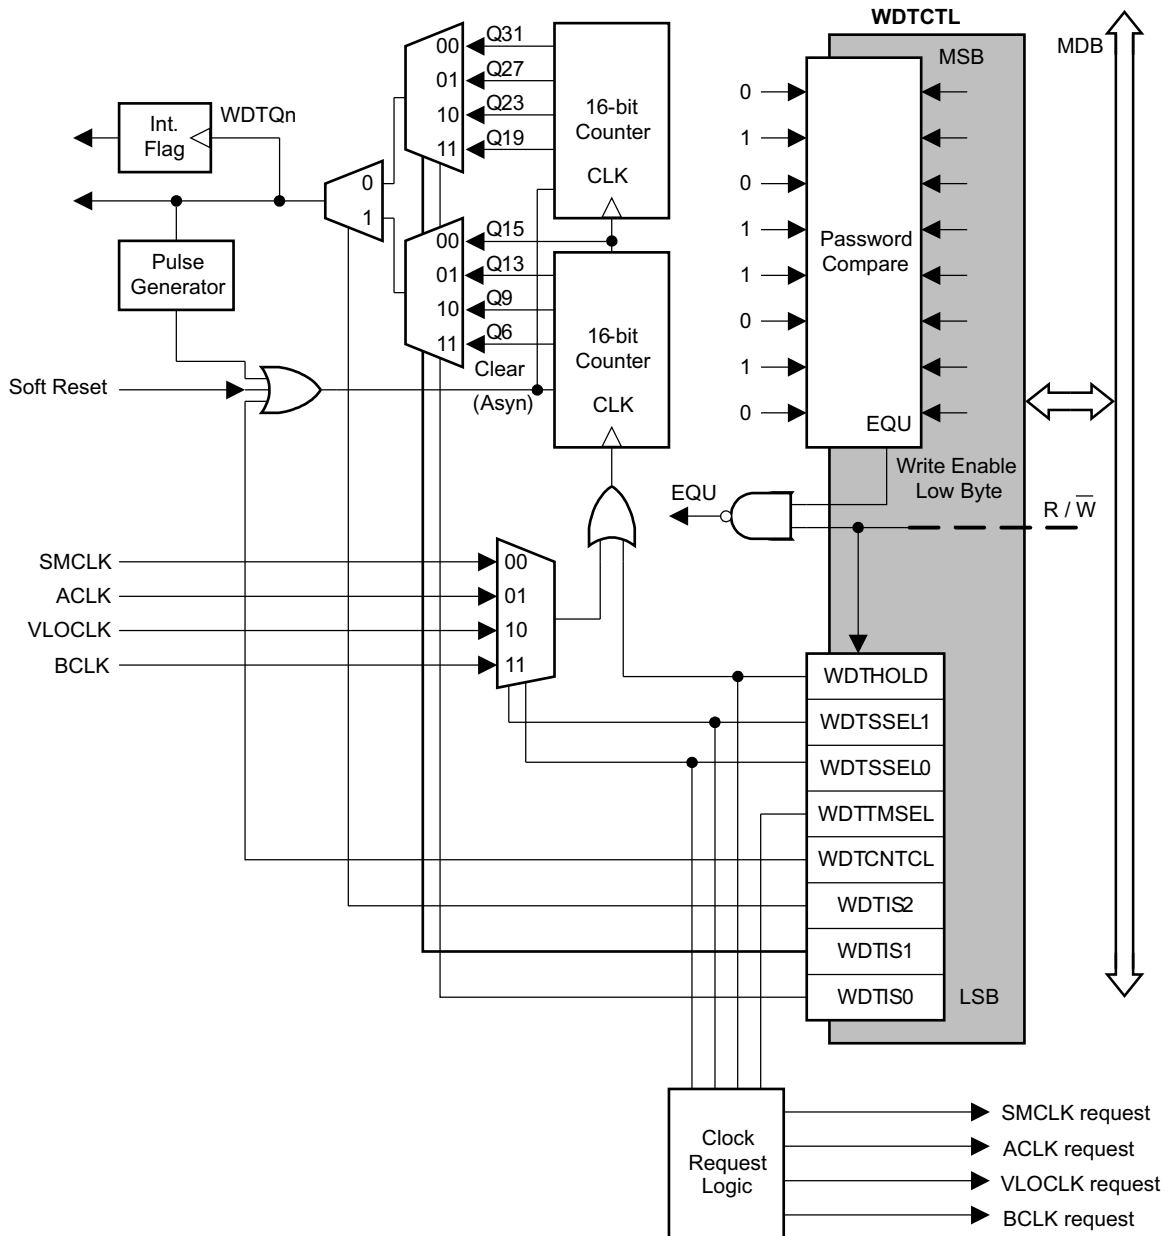 WDTCTL
MDB
MSB
Q31
Q27
Q23
Q19
00
01
10
11
16-bit
Counter
CLK
WDTQn
Int.
Flag
0
1
Pulse
Generator
Q15
Q13
Q9
Q6
00
01
10
11
16-bit
Counter
CLK
Clear
(Asyn)
Soft Reset
0
1
0
1
1
0
1
0
Password
Compare
EQU
Write Enable
Low Byte
EQU
R / W
SMCLK
ACLK
VLOCLK
BCLK
00
01
10
11
WDTHOLD
WDTSSEL1
WDTSSEL0
WDTTMSEL
WDTCNTCL
WDTIS2
WDTIS1
WDTIS0
LSB
Clock
Request
Logic
SMCLK request
ACLK request
VLOCLK request
BCLK request